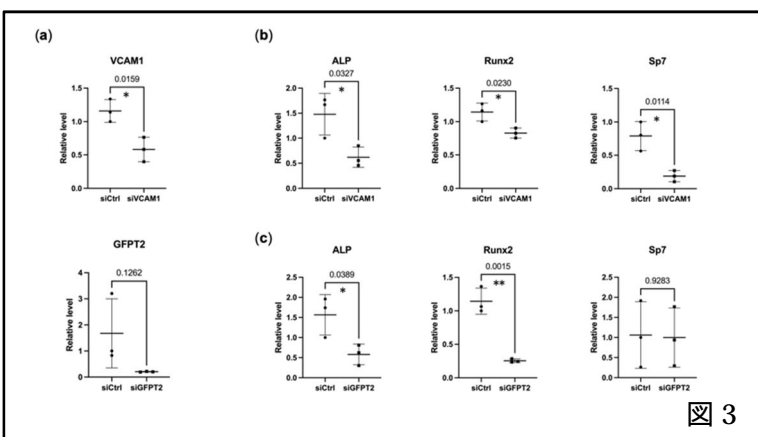 (a)
VCAM1
0.0159
*
1.5
1.0
0.5
0.0
Relative level
siCtrl siVCAM1
(b)
ALP
0.0327
*
2.0
1.5
1.0
0.5
0.0
Relative level
siCtrl siVCAM1
Runx2
0.0230
*
1.5
1.0
0.5
0.0
Relative level
siCtrl siVCAM1
Sp7
0.0114
*
1.5
1.0
0.5
0.0
Relative level
siCtrl siVCAM1
GFPT2
0.1262
4
3
2
1
0
Relative level
siCtrl siGFPT2
(c)
ALP
0.0389
*
2.5
2.0
1.5
1.0
0.5
0.0
Relative level
siCtrl siGFPT2
Runx2
0.0015
**
1.5
1.0
0.5
0.0
Relative level
siCtrl siGFPT2
Sp7
0.9283
2.5
2.0
1.5
1.0
0.5
0.0
Relative level
siCtrl siGFPT2
図 3